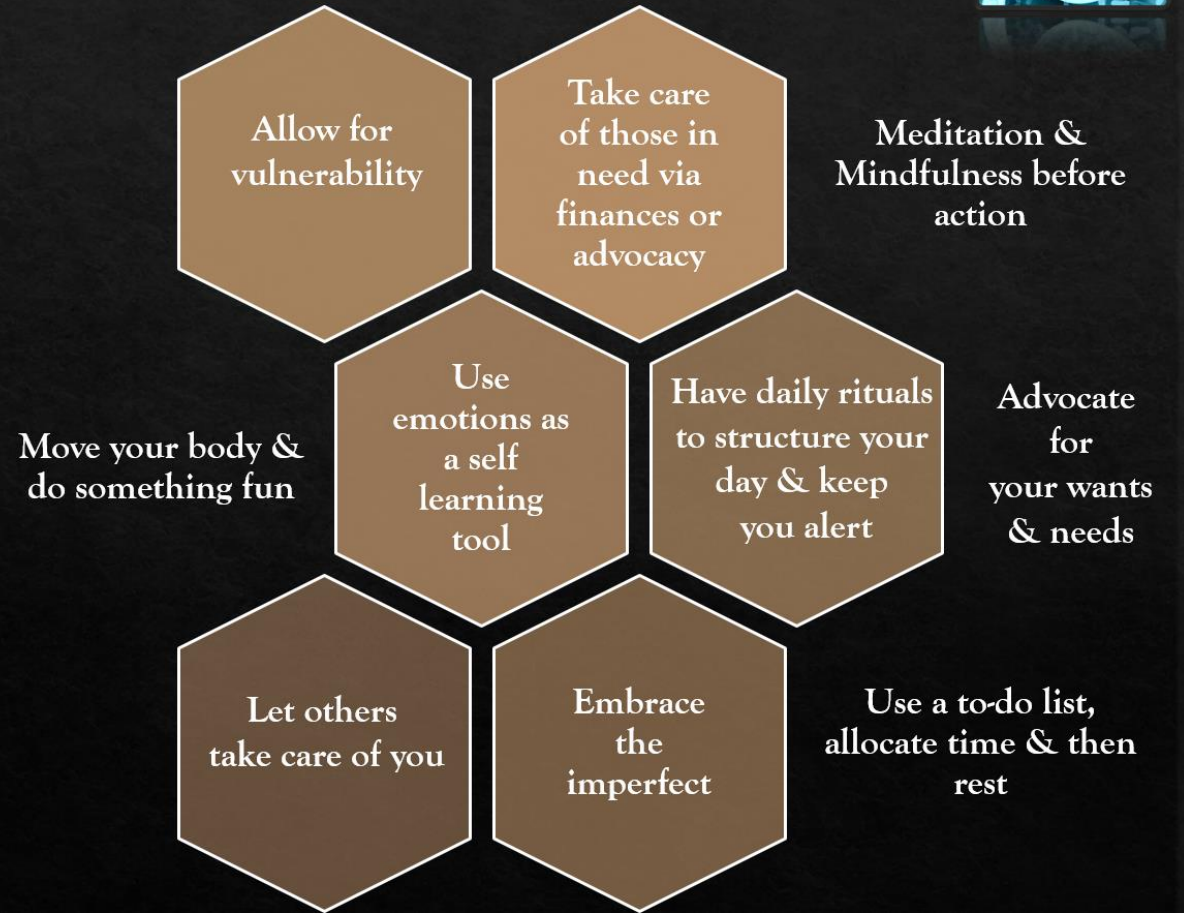 Allow for
vulnerability
Take care
of those in
need via
finances or
advocacy
Meditation &
Mindfulness before
action
Move your body &
do something fun
Use
emotions as
a self
learning
tool
Have daily rituals
to structure your
day & keep
you alert
Advocate
for
your wants
& needs
Let others
take care of you
Embrace
the
imperfect
Use a to-do list,
allocate time & then
rest